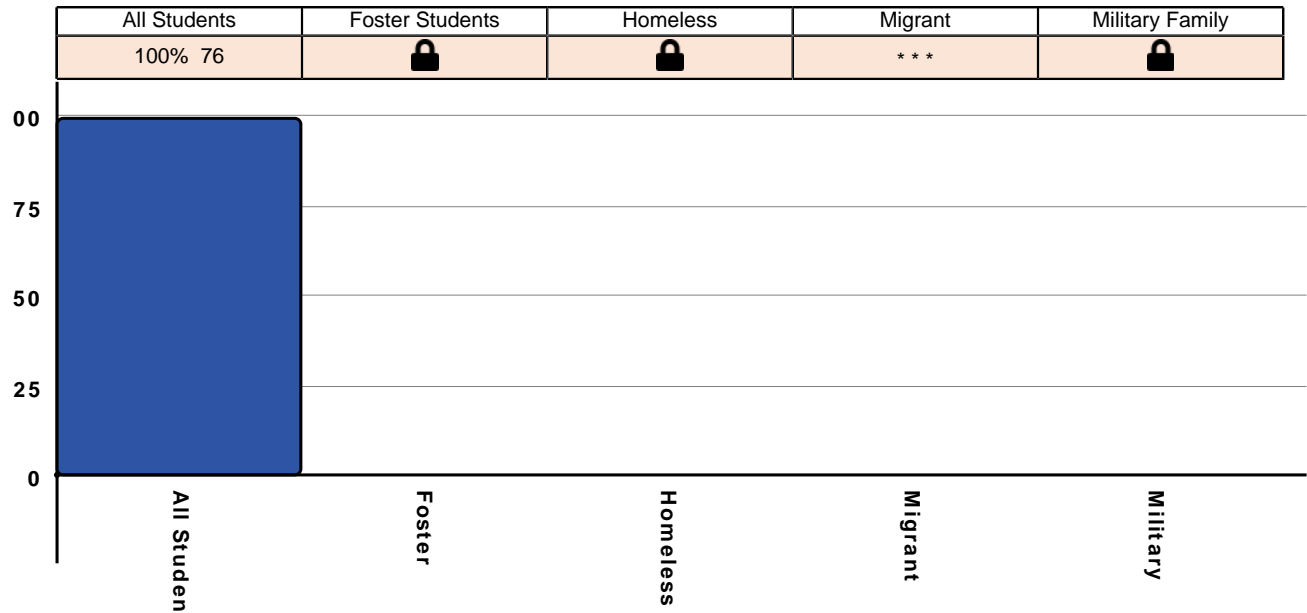 All Students Foster Students Homeless Migrant Military Family
100% 76 * * *
00
75
50
25
0
All Studen
Foster
Homeless
Migrant
Military